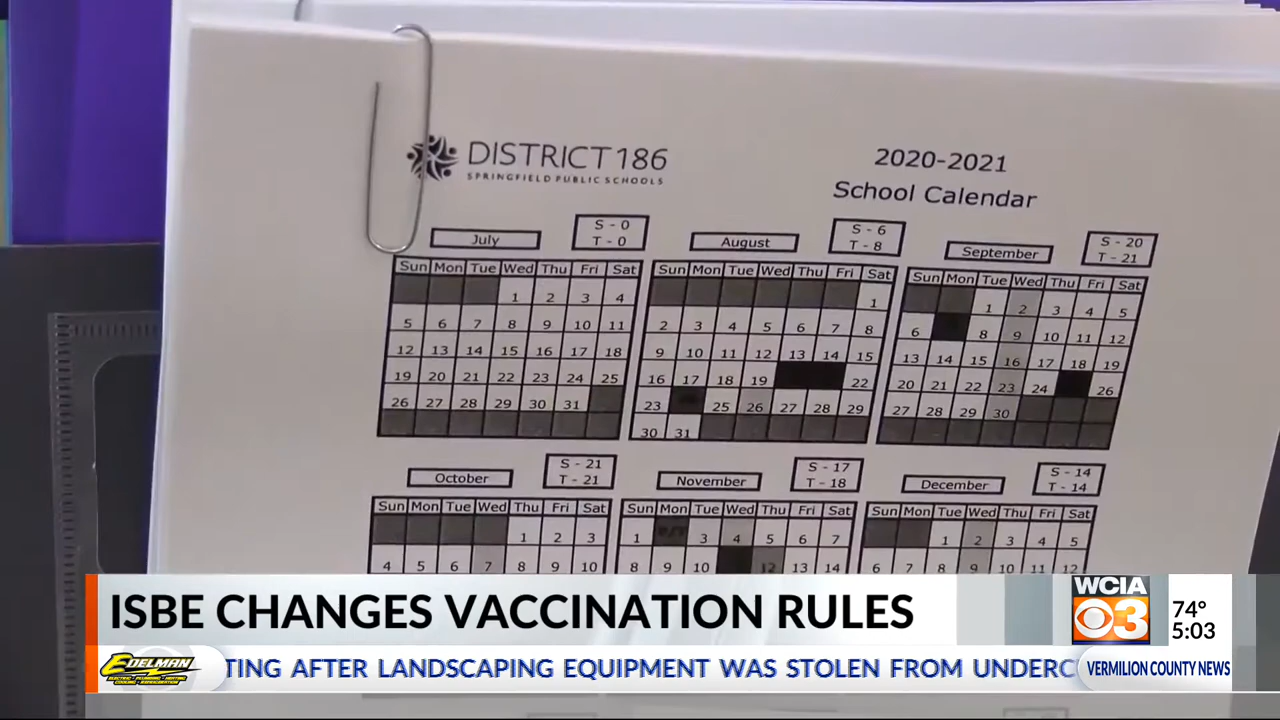 DISTRICT 186
SPRINGFIELD PUBLIC SCHOOLS
2020-2021
School Calendar
July
S - 0
T - 0
Sun Mon Tue Wed Thu Fri Sat
1 2 3 4
5 6 7 8 9 10 11
12 13 14 15 16 17 18
19 20 21 22 23 24 25
26 27 28 29 30 31
August
S - 6
T - 8
Sun Mon Tue Wed Thu Fri Sat
1
2 3 4 5 6 7 8
9 10 11 12 13 14 15
16 17 18 19 22
23 25 26 27 28 29
30 31
September
S - 20
T - 21
Sun Mon Tue Wed Thu Fri Sat
1 2 3 4 5
6 8 9 10 11 12
13 14 15 16 17 18 19
20 21 22 23 24 26
27 28 29 30
October
S - 21
T - 21
Sun Mon Tue Wed Thu Fri Sat
1 2 3
4 5 6 7 8 9 10
November
S - 17
T - 18
Sun Mon Tue Wed Thu Fri Sat
1 3 4 5 6 7
8 9 10 12 13 14
December
S - 14
T - 14
Sun Mon Tue Wed Thu Fri Sat
1 2 3 4 5
6 7 8 9 10 11 12
ISBE CHANGES VACCINATION RULES
WCIA
3
74°
5:03
EDELMAN
ELECTRIC - PLUMBING - HEATING
COOLING - REFRIGERATION
TING AFTER LANDSCAPING EQUIPMENT WAS STOLEN FROM UNDERC
VERMILION COUNTY NEWS